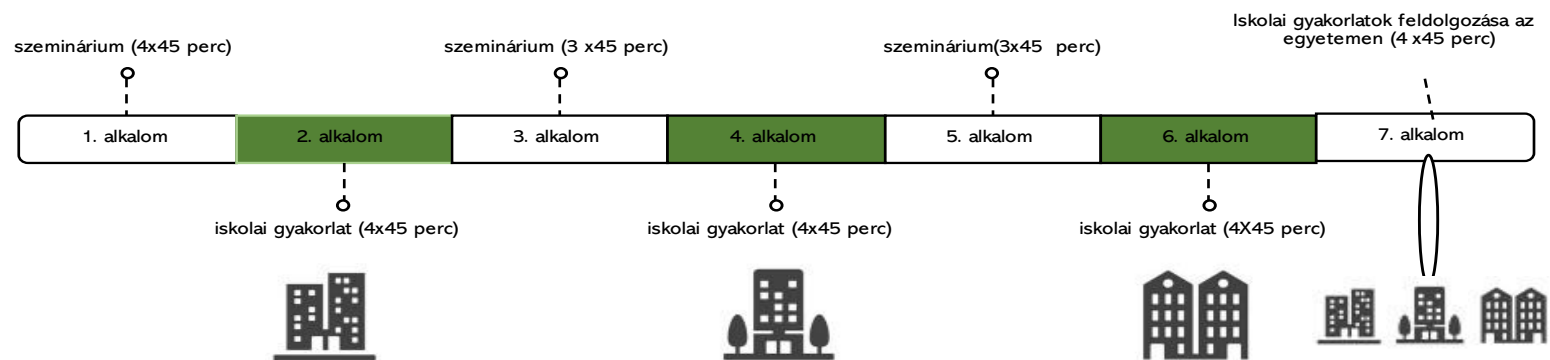 Iskolai gyakorlatok feldolgozása az
egyetemen (4 x45 perc)
szeminárium (4x45 perc)
szeminárium (3 x45 perc)
szeminárium(3x45 perc)
1. alkalom
2. alkalom
3. alkalom
4. alkalom
5. alkalom
6. alkalom
7. alkalom
iskolai gyakorlat (4x45 perc)
iskolai gyakorlat (4x45 perc)
iskolai gyakorlat (4X45 perc)